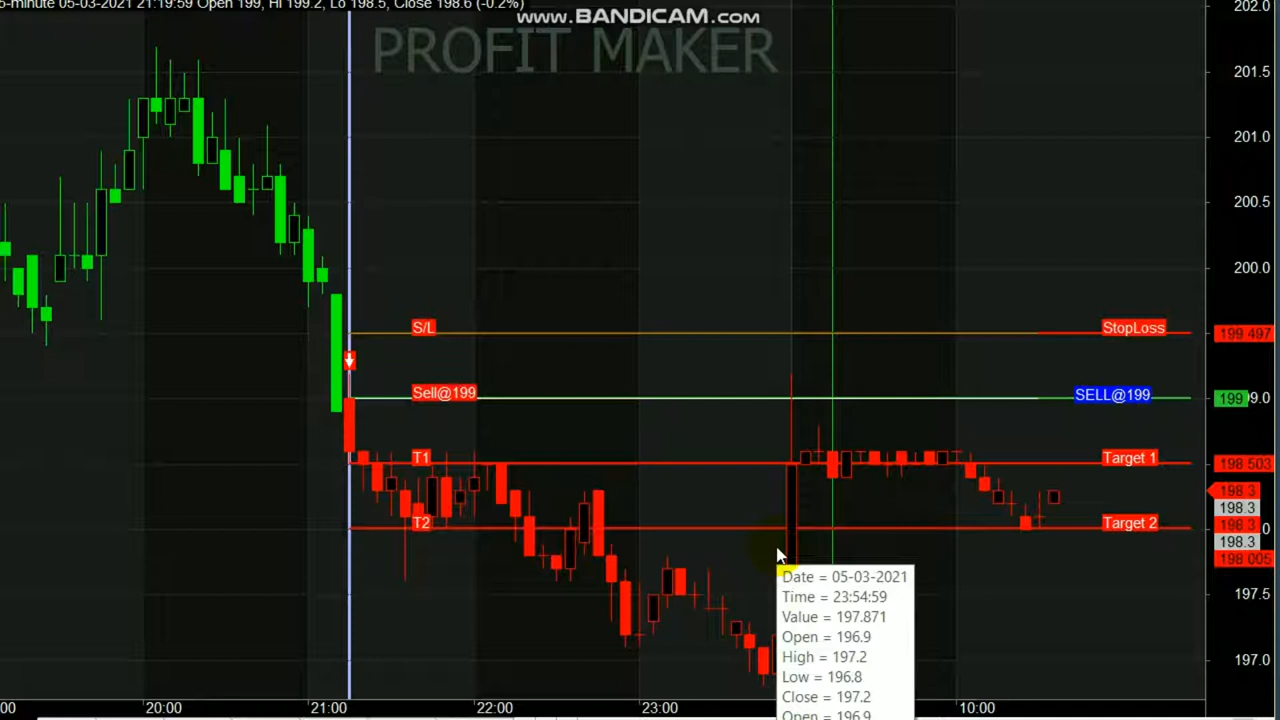 5-minute 05-03-2021 21:19:59 Open 199, Hi 199.2, Lo 198.5, Close 198.6 (-0.2%)
www.BANDICAM.com
PROFIT MAKER
202.0
201.5
201.0
200.5
200.0
S/L
StopLoss
199.497
Sell@199
SELL@199
199
9.0
T1
Target 1
198.503
198.3
198.3
T2
Target 2
198.3
0
198.3
198.005
Date = 05-03-2021
Time = 23:54:59
Value = 197.871
Open = 196.9
High = 197.2
Low = 196.8
Close = 197.2
Open = 196.9
197.5
197.0
:00
20:00
21:00
22:00
23:00
10:00